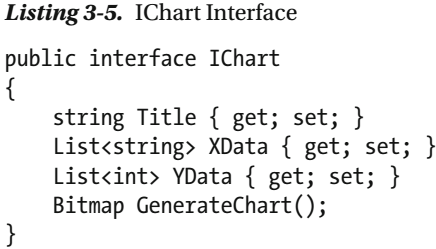 Listing 3-5. IChart Interface
public interface IChart
{
    string Title { get; set; }
    List<string> XData { get; set; }
    List<int> YData { get; set; }
    Bitmap GenerateChart();
}